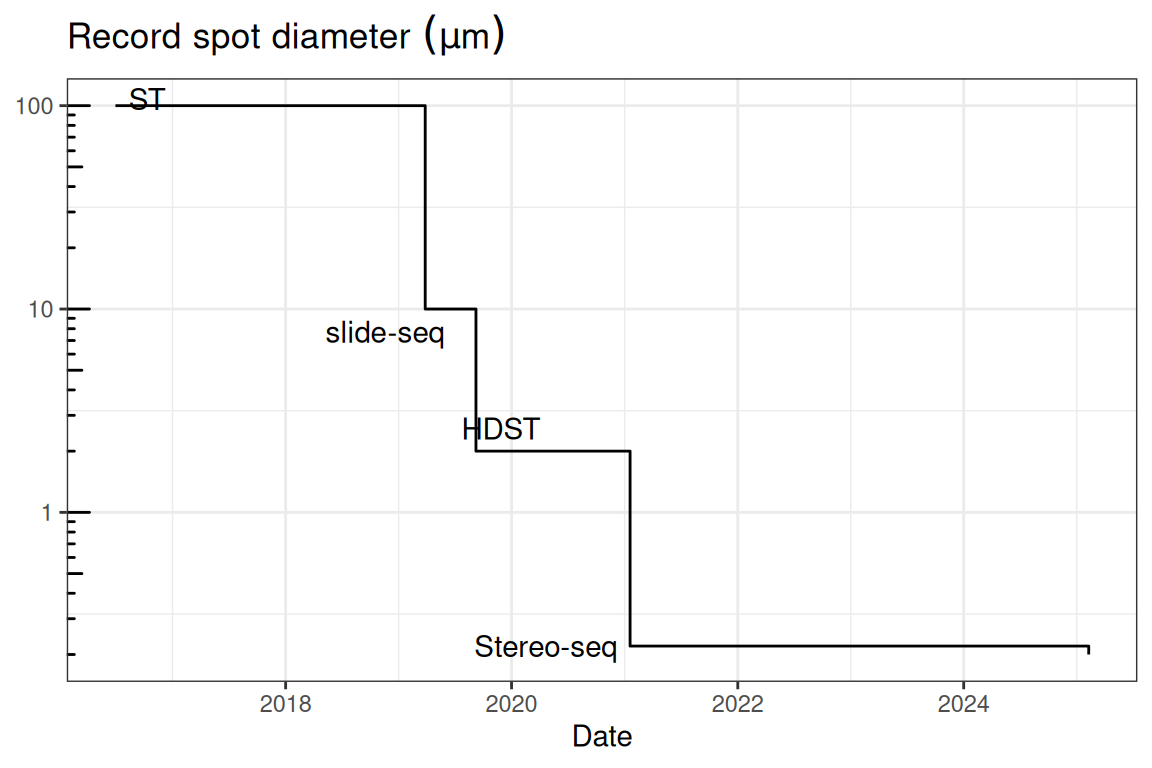 Record spot diameter (μm)
100
ST
10
slide-seq
HDST
1
Stereo-seq
2018 2020 2022 2024
Date